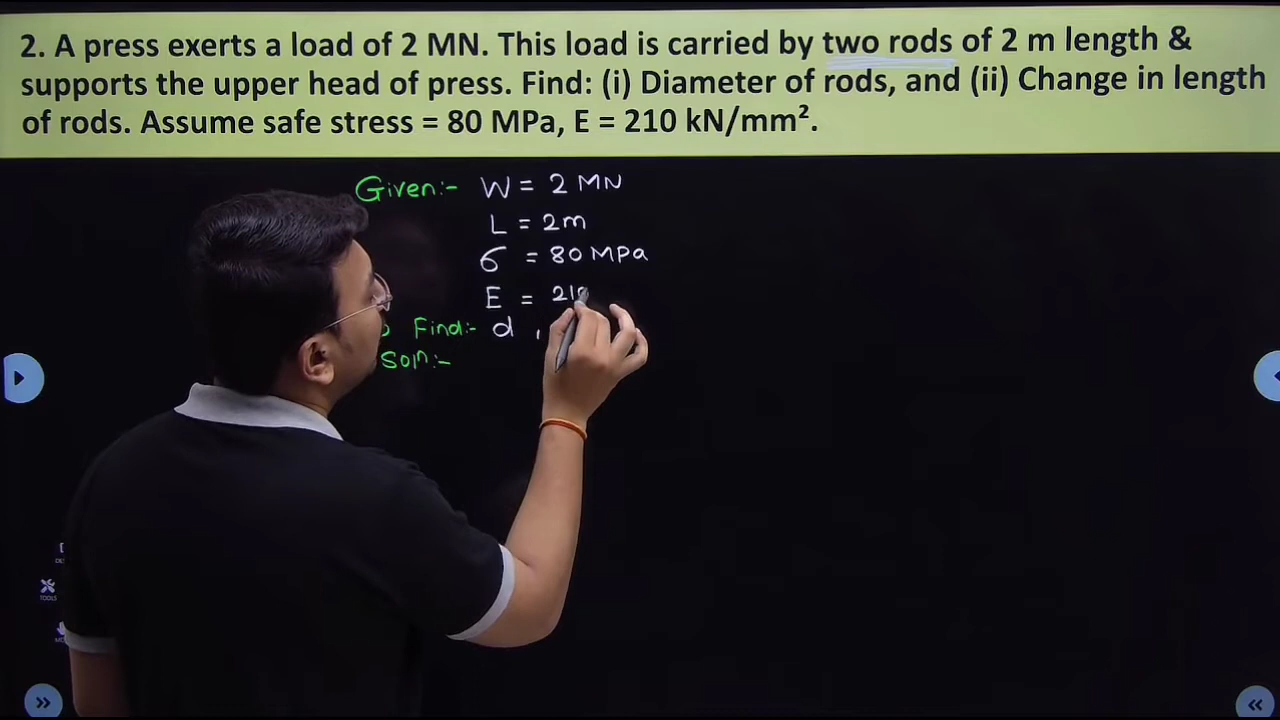 2. A press exerts a load of 2 MN. This load is carried by two rods of 2 m length &
supports the upper head of press. Find: (i) Diameter of rods, and (ii) Change in length
of rods. Assume safe stress = 80 MPa, E = 210 kN/mm².
Given:- W = 2 MN
L = 2m
σ = 80 MPa
E = 210
Find:- d ,
Soln:-
TOOLS